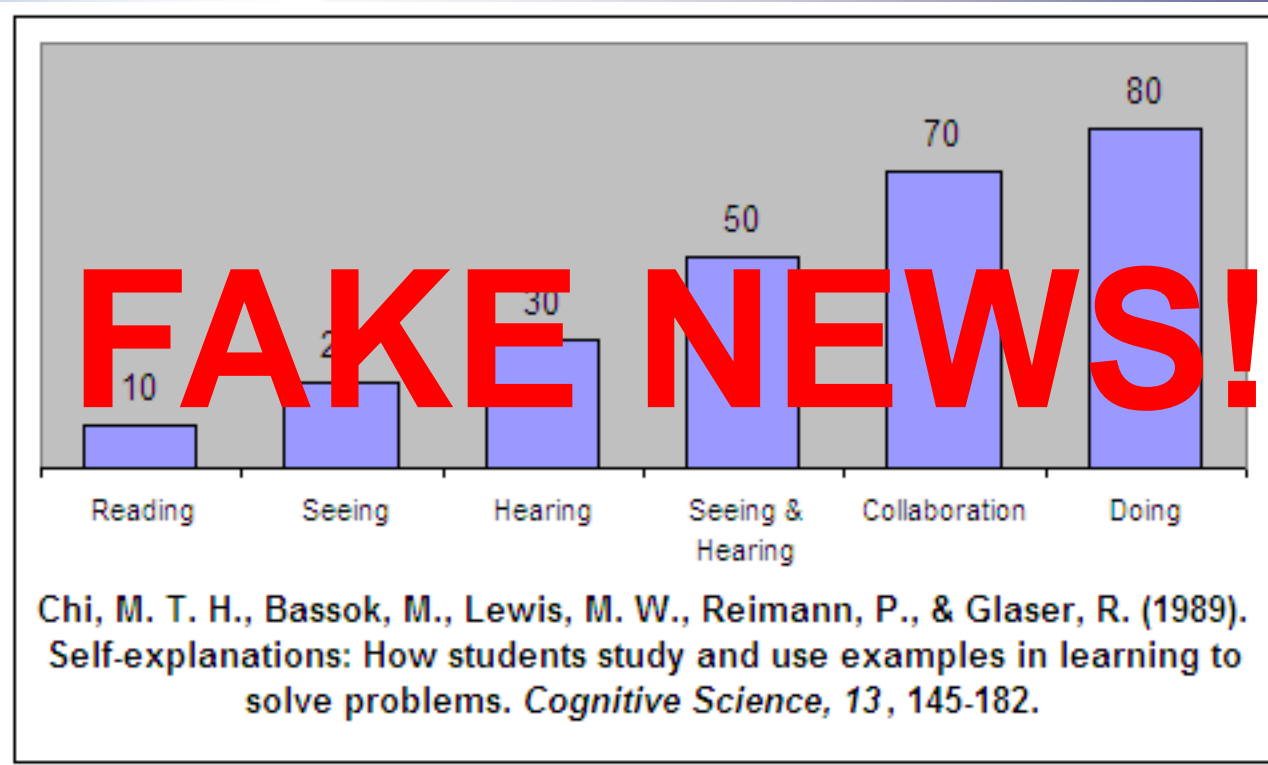 80
70
50
30
10
FAKE NEWS!
Reading Seeing Hearing Seeing & Collaboration Doing
Hearing
Chi, M. T. H., Bassok, M., Lewis, M. W., Reimann, P., & Glaser, R. (1989).
Self-explanations: How students study and use examples in learning to
solve problems. Cognitive Science, 13, 145-182.